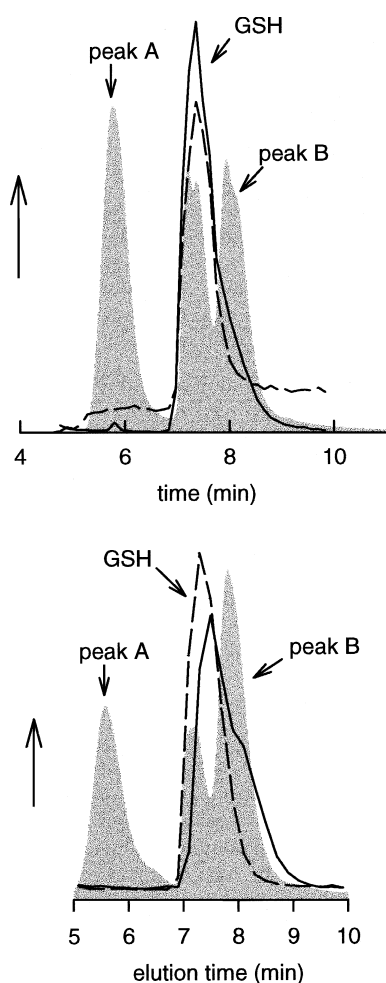 GSH
peak A
peak B
4 6 8 10
time (min)
GSH
peak A
peak B
5 6 7 8 9 10
elution time (min)